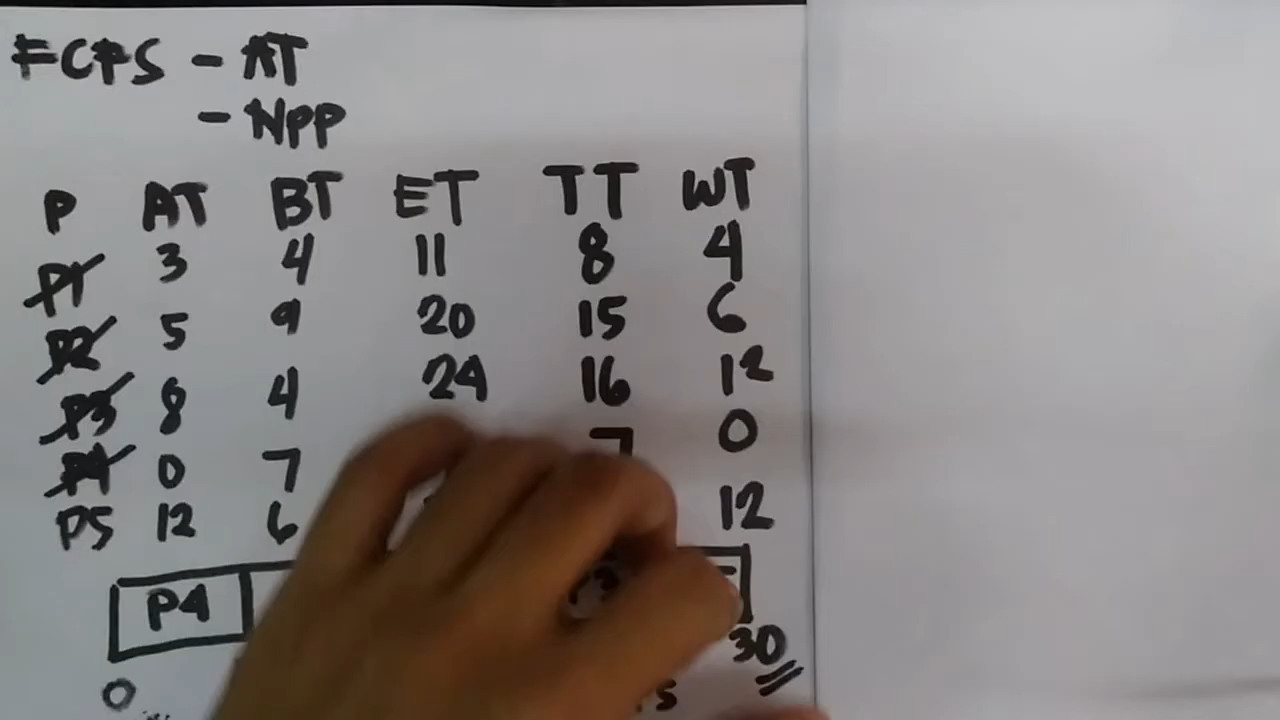 FCFS - AT
- NPP
P AT BT ET TT WT
P1 3 4 11 8 4
P2 5 9 20 15 6
P3 8 4 24 16 12
P4 0 7 7 0
P5 12 6 12
P4
0 30